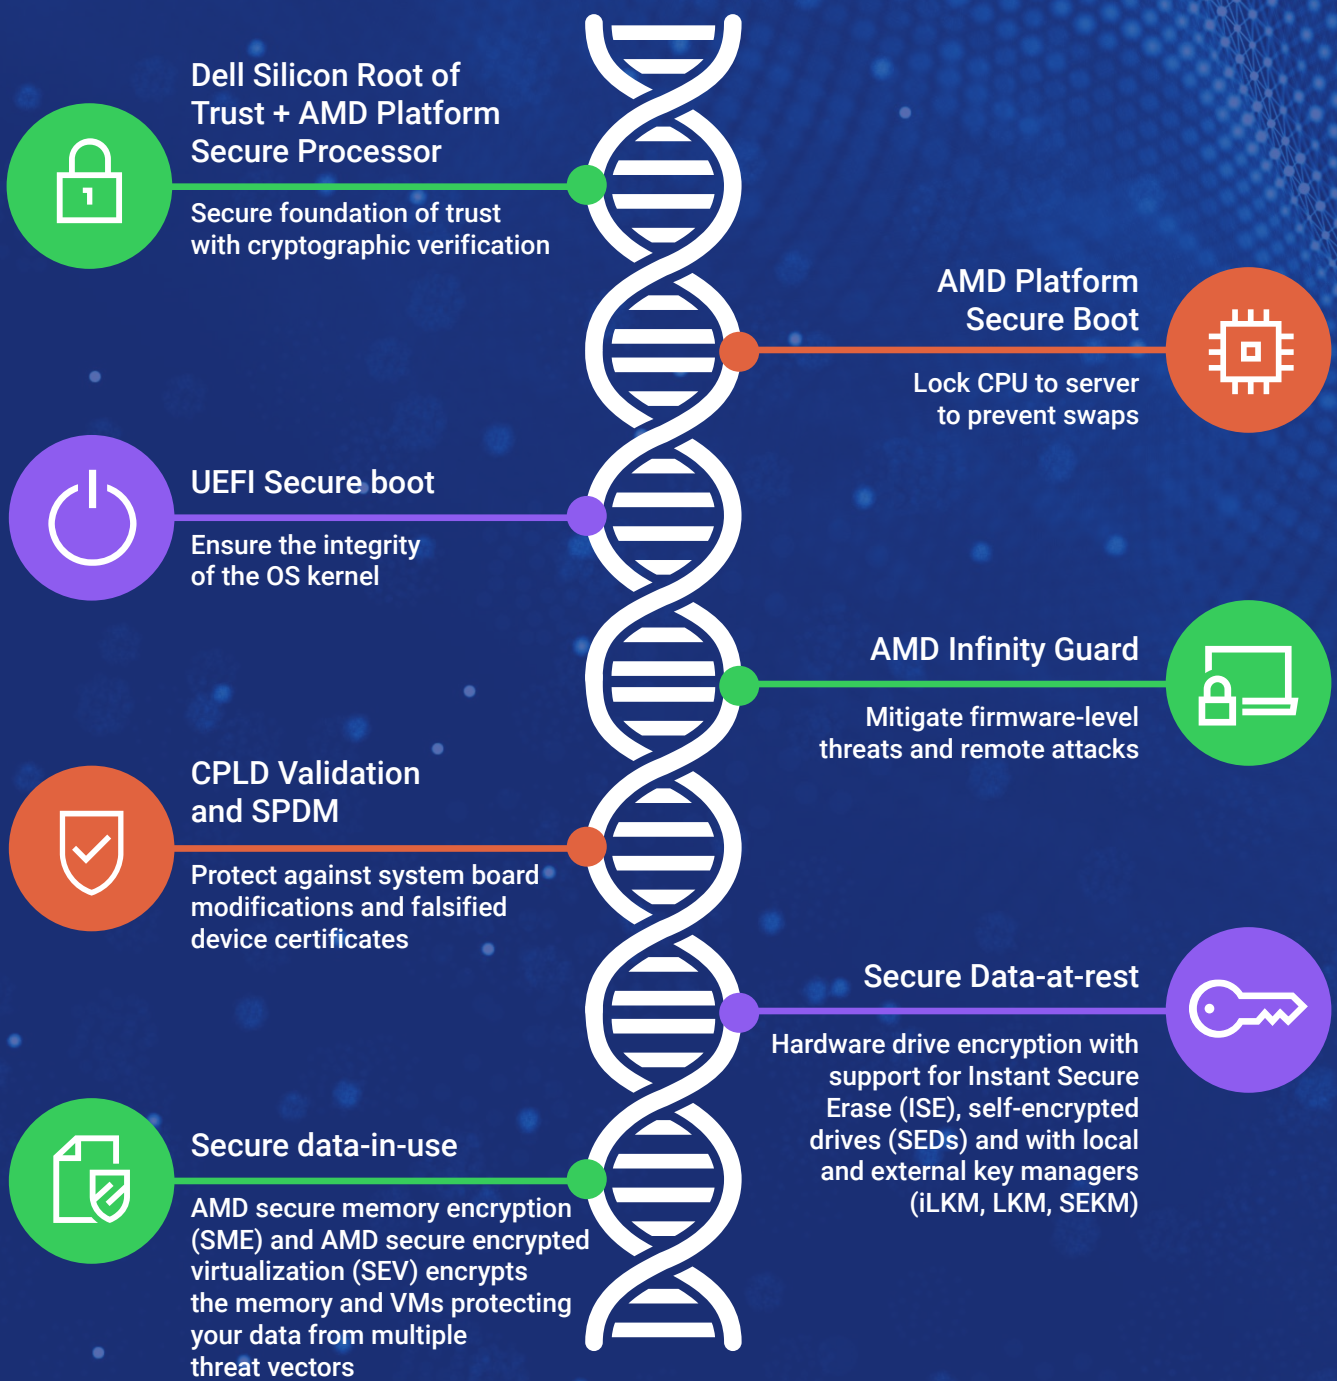 Dell Silicon Root of
Trust + AMD Platform
Secure Processor
Secure foundation of trust
with cryptographic verification
AMD Platform
Secure Boot
Lock CPU to server
to prevent swaps
UEFI Secure boot
Ensure the integrity
of the OS kernel
AMD Infinity Guard
Mitigate firmware-level
threats and remote attacks
CPLD Validation
and SPDM
Protect against system board
modifications and falsified
device certificates
Secure Data-at-rest
Hardware drive encryption with
support for Instant Secure
Erase (ISE), self-encrypted
drives (SEDs) and with local
and external key managers
(iLKM, LKM, SEKM)
Secure data-in-use
AMD secure memory encryption
(SME) and AMD secure encrypted
virtualization (SEV) encrypts
the memory and VMs protecting
your data from multiple
threat vectors